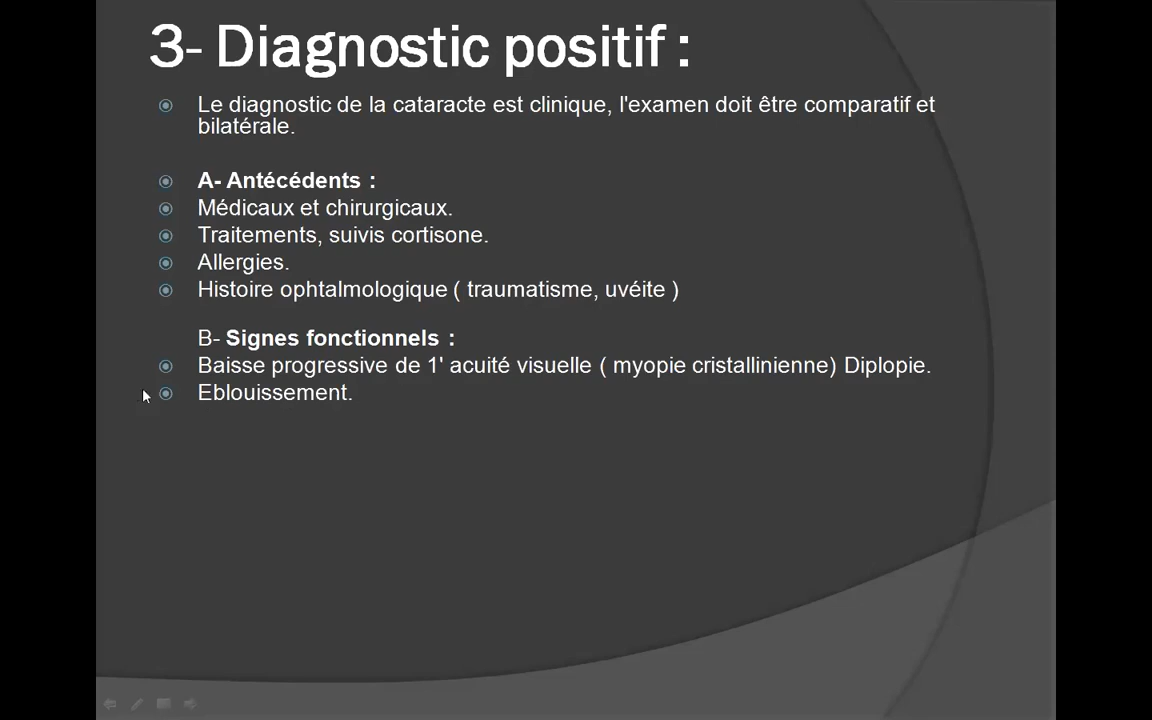 3- Diagnostic positif :
Le diagnostic de la cataracte est clinique, l'examen doit être comparatif et
bilatérale.
A- Antécédents :
Médicaux et chirurgicaux.
Traitements, suivis cortisone.
Allergies.
Histoire ophtalmologique ( traumatisme, uvéite )
B- Signes fonctionnels :
Baisse progressive de 1' acuité visuelle ( myopie cristallinienne) Diplopie.
Eblouissement.